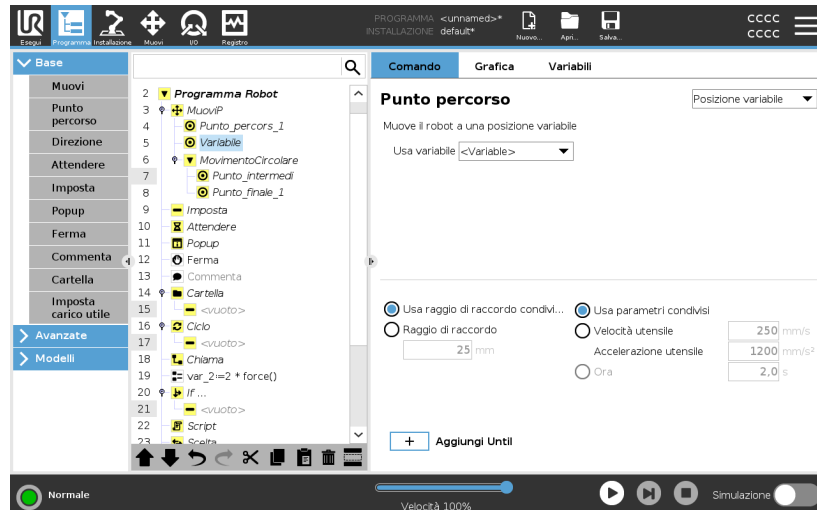 PROGRAMMA <unnamed>*
INSTALLAZIONE default*
cccc
cccc
Esegui Programma Installazione Muovi I/O Registro Nuovo... Apri... Salva...
Base
Muovi
Punto percorso
Direzione
Attendere
Imposta
Popup
Ferma
Commenta
Cartella
Imposta carico utile
Avanzate
Modelli
2 Programma Robot
3 MuoviP
4 Punto_percors_1
5 Variabile
6 MovimentoCircolare
7 Punto_intermedi
8 Punto_finale_1
9 Imposta
10 Attendere
11 Popup
12 Ferma
13 Commenta
14 Cartella
15 <vuoto>
16 Ciclo
17 <vuoto>
18 Chiama
19 var_2:=2 * force()
20 If ...
21 <vuoto>
22 Script
23 Scelta
Comando Grafica Variabili
Punto percorso
Posizione variabile
Muove il robot a una posizione variabile
Usa variabile <Variable>
Usa raggio di raccordo condivi...
Raggio di raccordo
25 mm
Usa parametri condivisi
Velocità utensile 250 mm/s
Accelerazione utensile 1200 mm/s²
Ora 2,0 s
+ Aggiungi Until
Normale
Velocità 100%
Simulazione